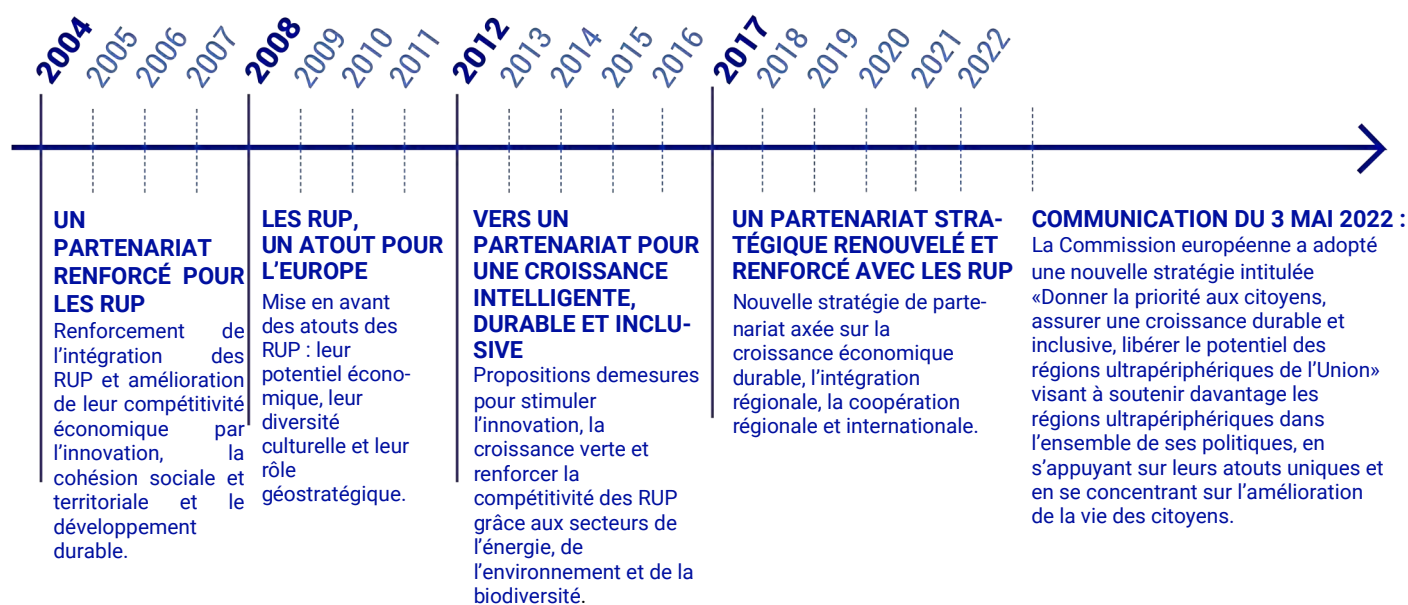 2004
2005
2006
2007
2008
2009
2010
2011
2012
2013
2014
2015
2016
2017
2018
2019
2020
2021
2022
UN
PARTENARIAT
RENFORCÉ POUR
LES RUP
Renforcement de
l’intégration des
RUP et amélioration
de leur compétitivité
économique par
l’innovation, la
cohésion sociale et
territoriale et le
développement
durable.
LES RUP,
UN ATOUT POUR
L’EUROPE
Mise en avant
des atouts des
RUP : leur
potentiel écono-
mique, leur
diversité
culturelle et leur
rôle
géostratégique.
VERS UN
PARTENARIAT POUR
UNE CROISSANCE
INTELLIGENTE,
DURABLE ET INCLU-
SIVE
Propositions demesures
pour stimuler
l’innovation, la
croissance verte et
renforcer la
compétitivité des RUP
grâce aux secteurs de
l’énergie, de
l’environnement et de la
biodiversité.
UN PARTENARIAT STRA-
TÉGIQUE RENOUVELÉ ET
RENFORCÉ AVEC LES RUP
Nouvelle stratégie de parte-
nariat axée sur la
croissance économique
durable, l’intégration
régionale, la coopération
régionale et internationale.
COMMUNICATION DU 3 MAI 2022 :
La Commission européenne a adopté
une nouvelle stratégie intitulée
«Donner la priorité aux citoyens,
assurer une croissance durable et
inclusive, libérer le potentiel des
régions ultrapériphériques de l’Union»
visant à soutenir davantage les
régions ultrapériphériques dans
l’ensemble de ses politiques, en
s’appuyant sur leurs atouts uniques et
en se concentrant sur l’amélioration
de la vie des citoyens.